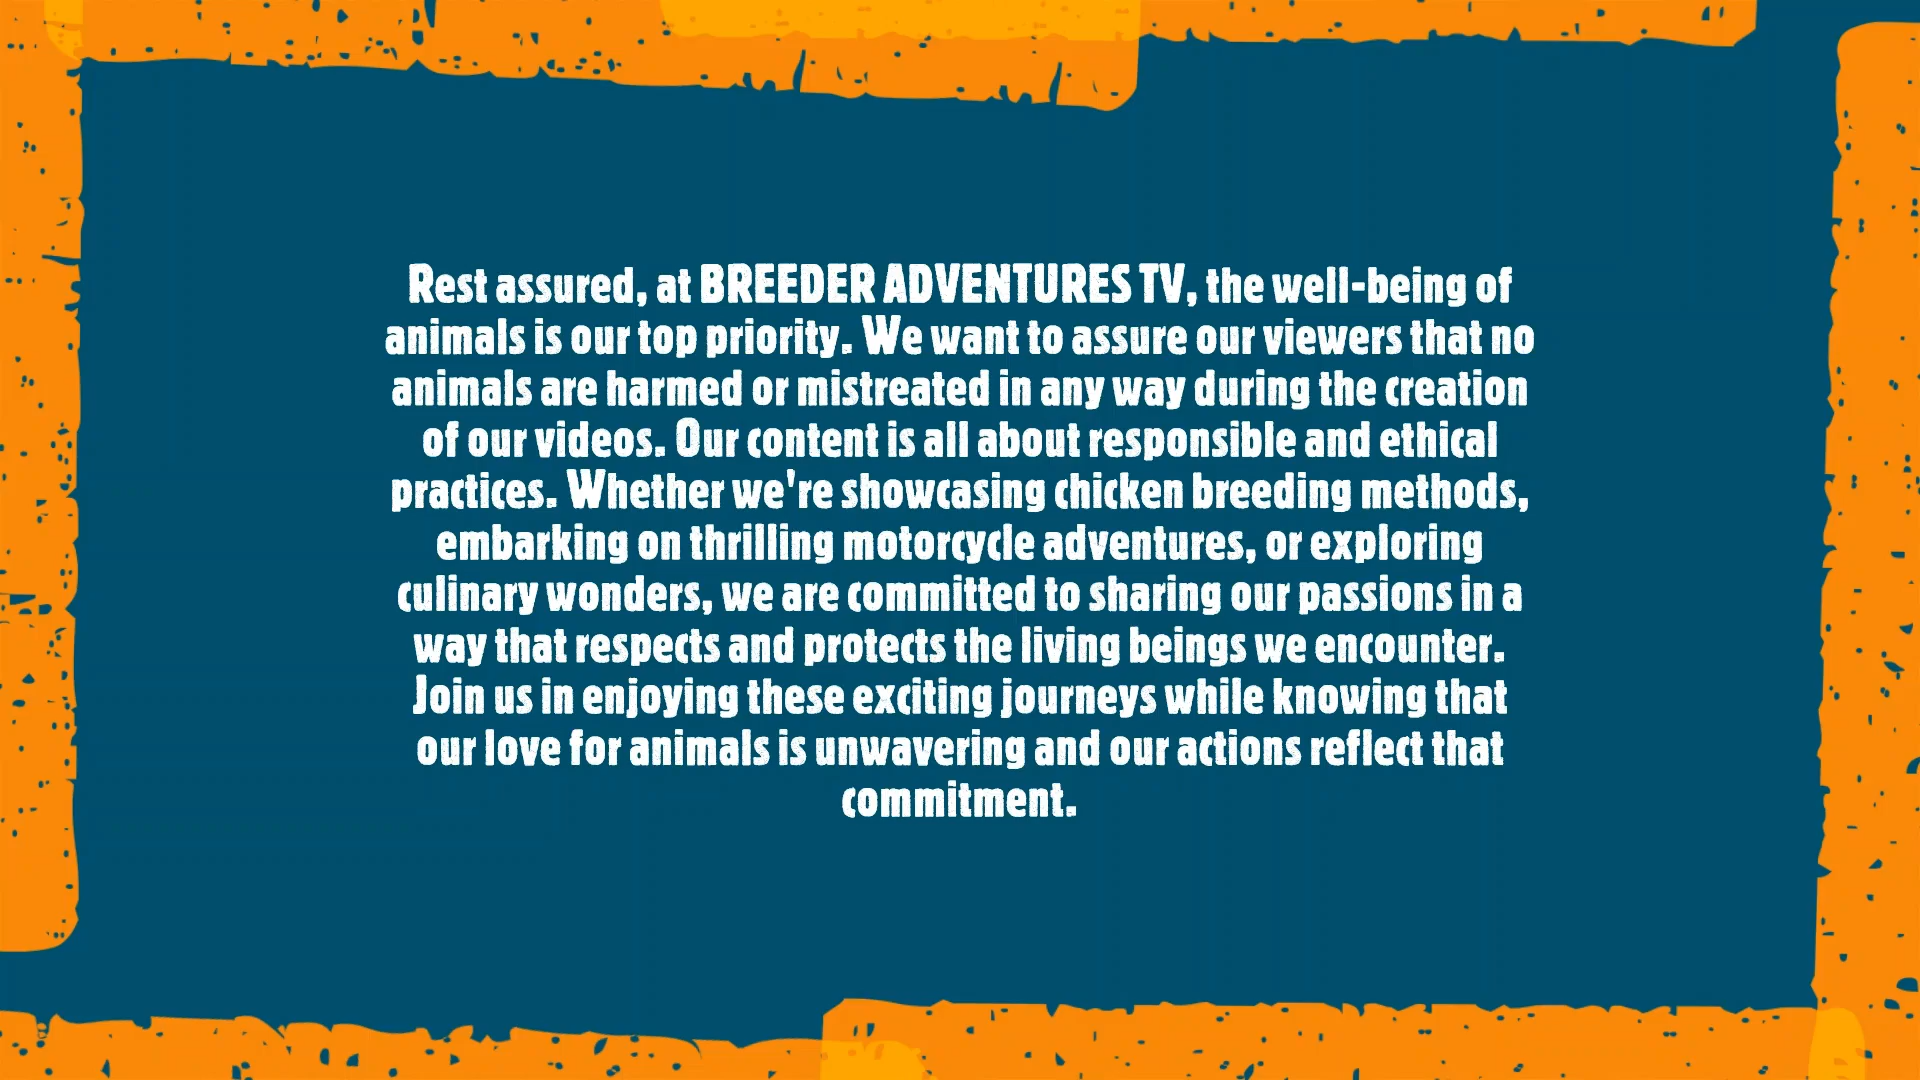 Rest assured, at BREEDER ADVENTURES TV, the well-being of
animals is our top priority. We want to assure our viewers that no
animals are harmed or mistreated in any way during the creation
of our videos. Our content is all about responsible and ethical
practices. Whether we're showcasing chicken breeding methods,
embarking on thrilling motorcycle adventures, or exploring
culinary wonders, we are committed to sharing our passions in a
way that respects and protects the living beings we encounter.
Join us in enjoying these exciting journeys while knowing that
our love for animals is unwavering and our actions reflect that
commitment.